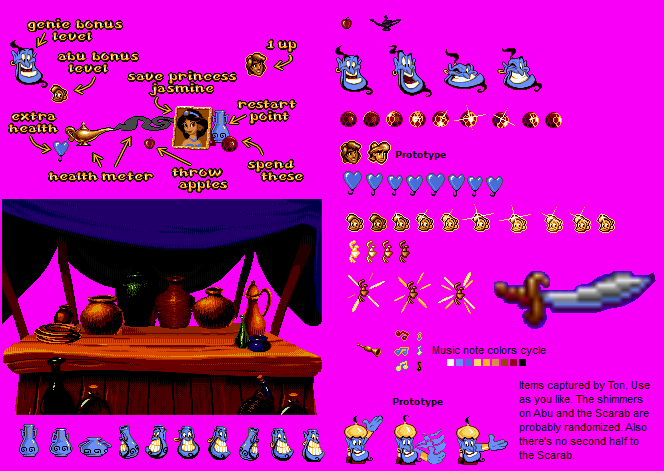 genie bonus
level
abu bonus
level
1 up
save princess
jasmine
restart
point
extra
health
health meter
throw
apples
spend
these
Prototype
Music note colors cycle
Prototype
Items captured by Ton. Use
as you like. The shimmers
on Abu and the Scarab are
probably randomized. Also
there's no second half to
the Scarab.